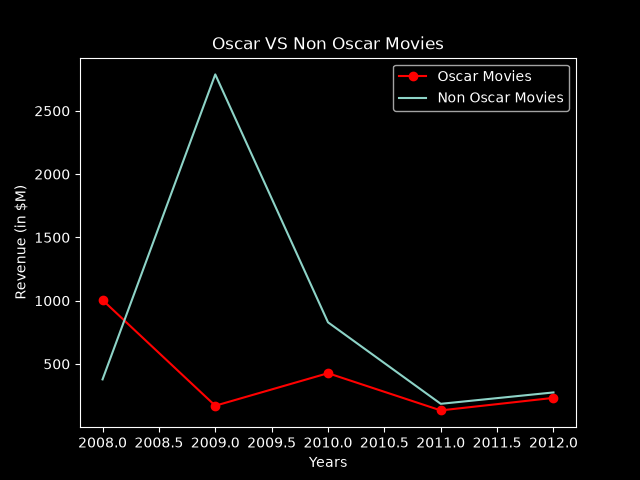 Oscar VS Non Oscar Movies
Oscar Movies
Non Oscar Movies
2500
2000
1500
1000
500
Revenue (in $M)
2008.0 2008.5 2009.0 2009.5 2010.0 2010.5 2011.0 2011.5 2012.0
Years